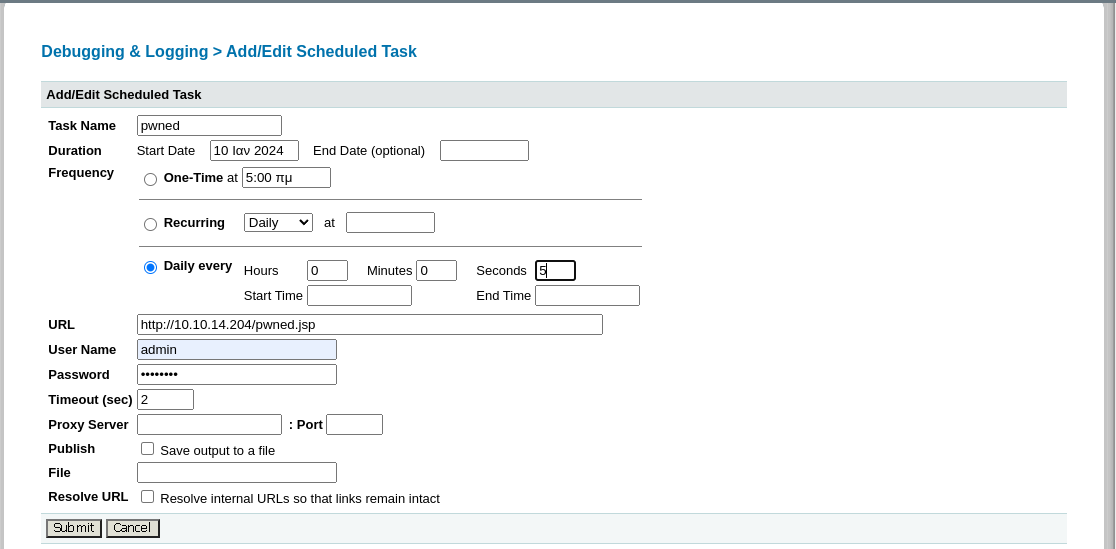 Debugging & Logging > Add/Edit Scheduled Task
Add/Edit Scheduled Task
Task Name pwned
Duration Start Date 10 Ιαν 2024 End Date (optional)
Frequency
One-Time at 5:00 πμ
Recurring Daily at
Daily every Hours 0 Minutes 0 Seconds 5
Start Time End Time
URL http://10.10.14.204/pwned.jsp
User Name admin
Password ••••••••
Timeout (sec) 2
Proxy Server : Port
Publish Save output to a file
File
Resolve URL Resolve internal URLs so that links remain intact
Submit Cancel